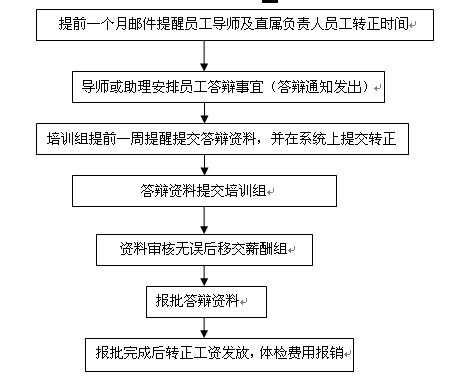 提前一个月邮件提醒员工导师及直属负责人员工转正时间
导师或助理安排员工答辩事宜（答辩通知发出）
培训组提前一周提醒提交答辩资料，并在系统上提交转正
答辩资料提交培训组
资料审核无误后移交薪酬组
报批答辩资料
报批完成后转正工资发放，体检费用报销